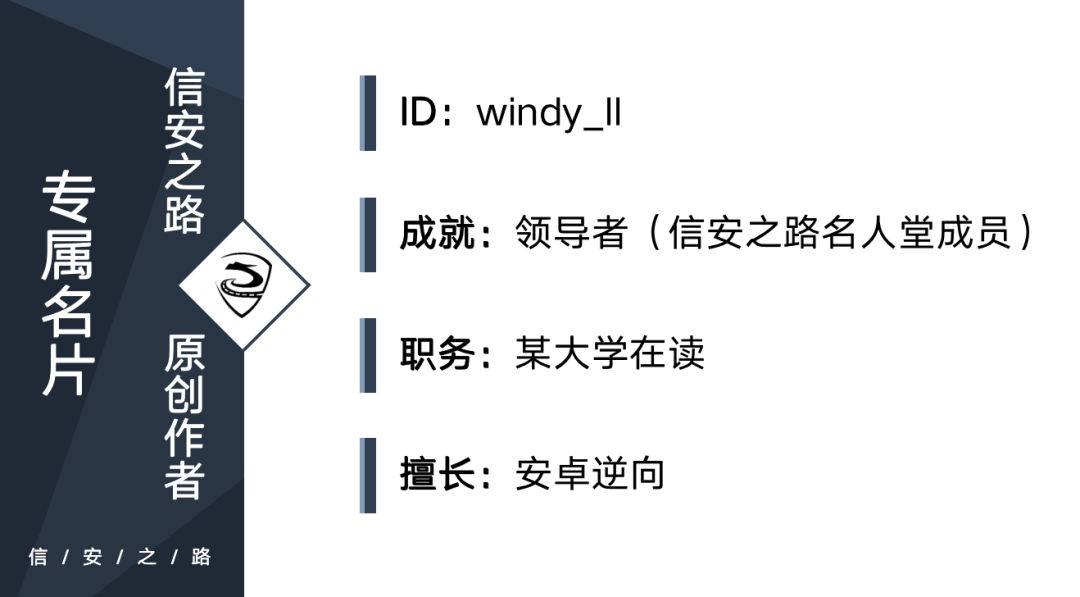 专属名片
信安之路
原创作者
信/安/之/路
ID：windy_ll
成就：领导者（信安之路名人堂成员）
职务：某大学在读
擅长：安卓逆向